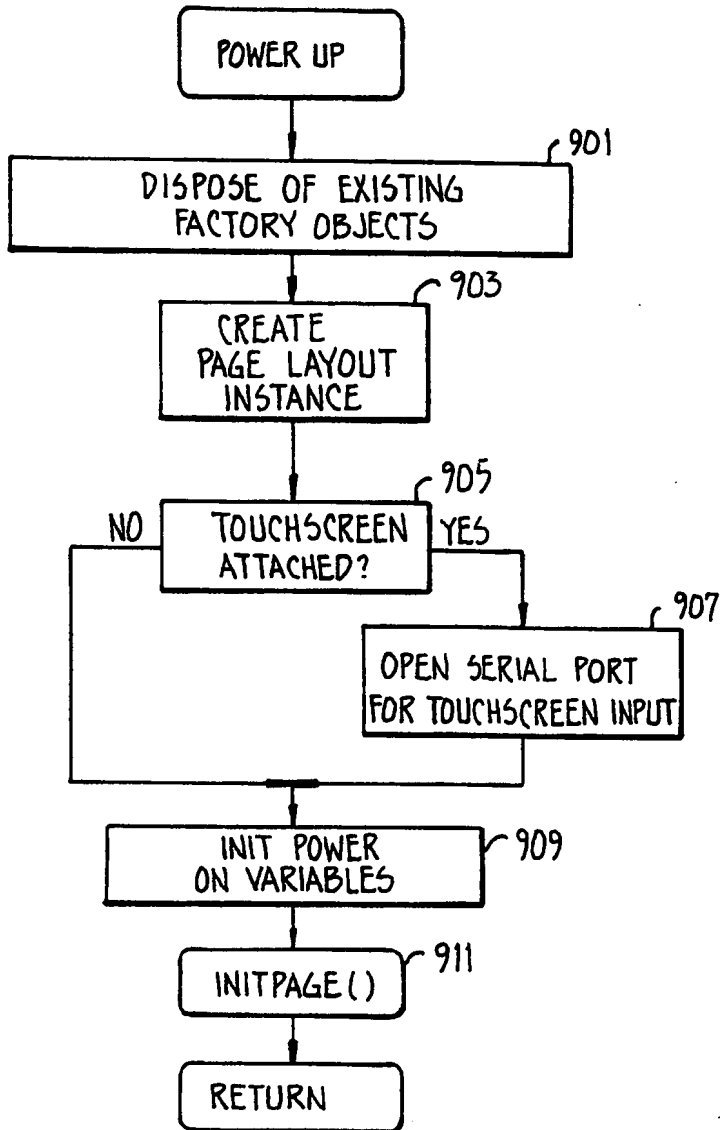 POWER UP
901
DISPOSE OF EXISTING
FACTORY OBJECTS
903
CREATE
PAGE LAYOUT
INSTANCE
905
NO
TOUCHSCREEN
ATTACHED?
YES
907
OPEN SERIAL PORT
FOR TOUCHSCREEN INPUT
INIT POWER
ON VARIABLES
909
INITPAGE()
911
RETURN